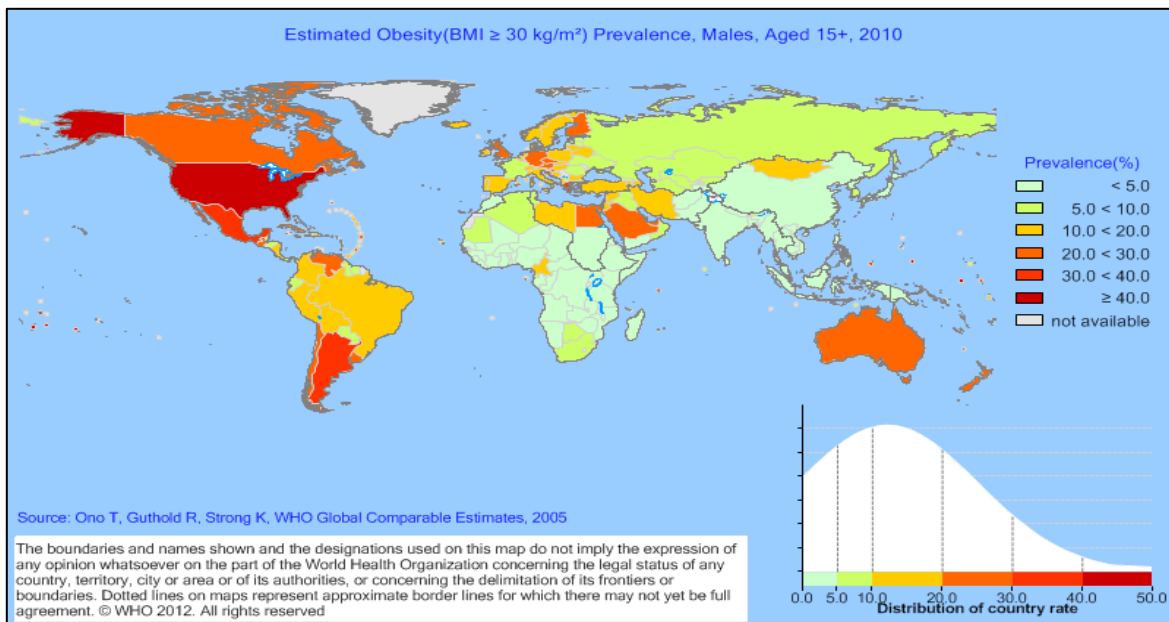 Estimated Obesity(BMI ≥ 30 kg/m²) Prevalence, Males, Aged 15+, 2010
Prevalence(%)
< 5.0
5.0 < 10.0
10.0 < 20.0
20.0 < 30.0
30.0 < 40.0
≥ 40.0
not available
Source: Ono T, Guthold R, Strong K, WHO Global Comparable Estimates, 2005
The boundaries and names shown and the designations used on this map do not imply the expression of
any opinion whatsoever on the part of the World Health Organization concerning the legal status of any
country, territory, city or area or of its authorities, or concerning the delimitation of its frontiers or
boundaries. Dotted lines on maps represent approximate border lines for which there may not yet be full
agreement. © WHO 2012. All rights reserved
0.0 5.0 10.0 20.0 30.0 40.0 50.0
Distribution of country rate